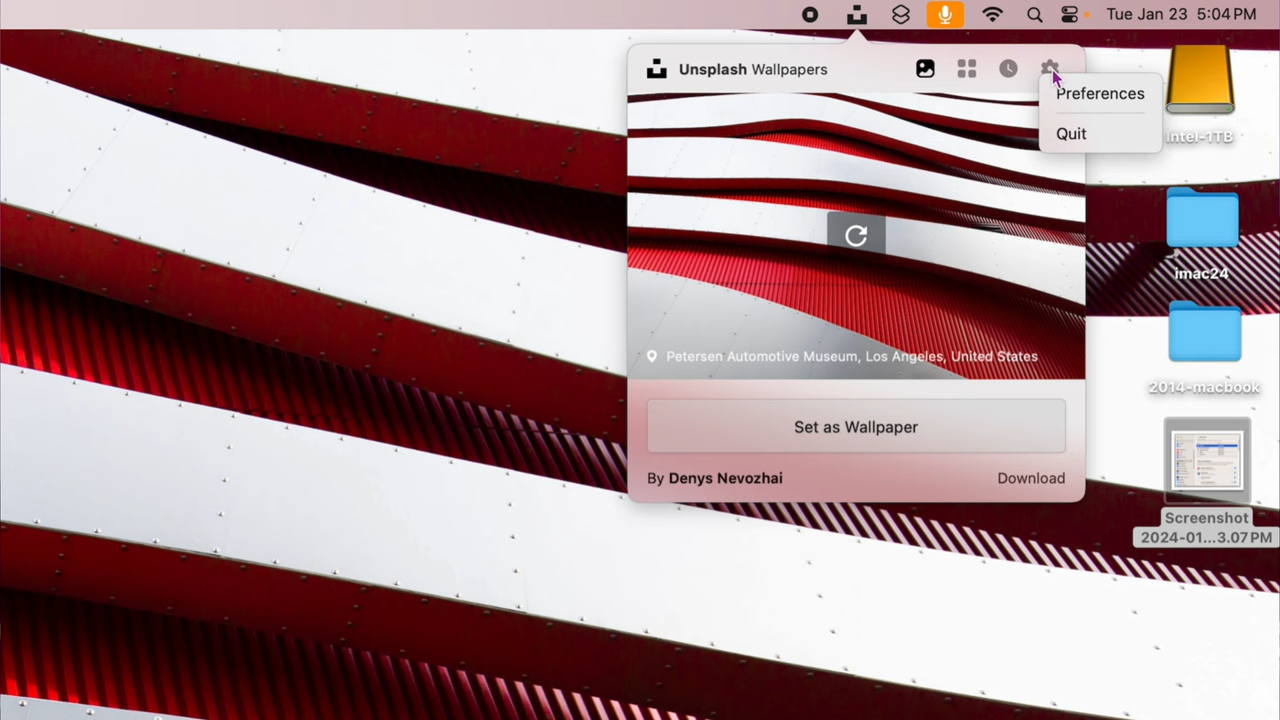 Tue Jan 23 5:04 PM
Unsplash Wallpapers
Preferences
Quit
Intel-1TB
imac24
Petersen Automotive Museum, Los Angeles, United States
2014-macbook
Set as Wallpaper
By Denys Nevozhai
Download
Screenshot
2024-01...3.07 PM